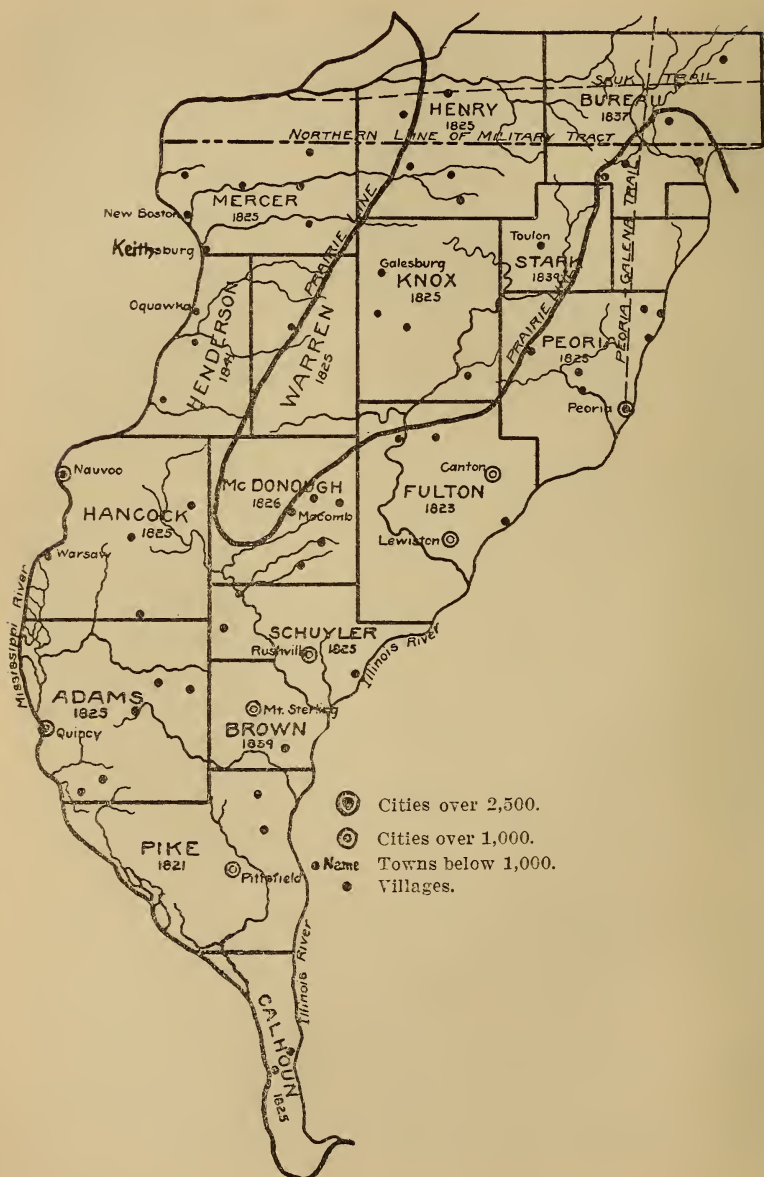 SAUK TRAIL
HENRY
1825
BUREAU
1837
NORTHERN LINE OF MILITARY TRACT
MERCER
1825
New Boston
Keithsburg
PRAIRIE LINE
Toulon
STARK
1839
Galesburg
KNOX
1825
PEORIA & GALENA TRAIL
Oquawka
HENDERSON
1841
WARREN
1825
PRAIRIE LINE
PEORIA
1825
Peoria
Nauvoo
McDONOUGH
1826
Macomb
Canton
FULTON
1823
HANCOCK
1825
Lewiston
Warsaw
Mississippi River
SCHUYLER
1825
Rushvill
Illinois River
ADAMS
1825
Mt. Sterling
BROWN
1839
Quincy
Cities over 2,500.
Cities over 1,000.
Name Towns below 1,000.
Villages.
PIKE
1821
Pittsfield
Illinois River
CALHOUN
1825